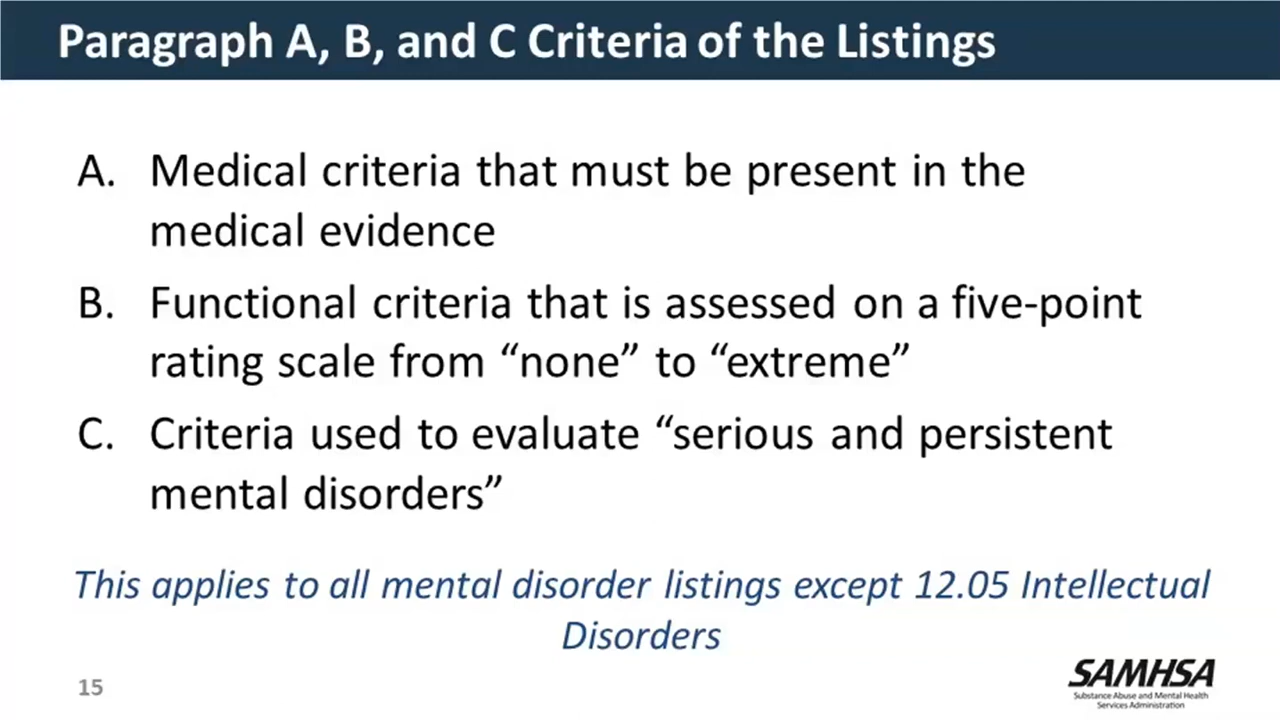 Paragraph A, B, and C Criteria of the Listings
A. Medical criteria that must be present in the
medical evidence
B. Functional criteria that is assessed on a five-point
rating scale from “none” to “extreme”
C. Criteria used to evaluate “serious and persistent
mental disorders”
This applies to all mental disorder listings except 12.05 Intellectual
Disorders
15
SAMHSA
Substance Abuse and Mental Health
Services Administration